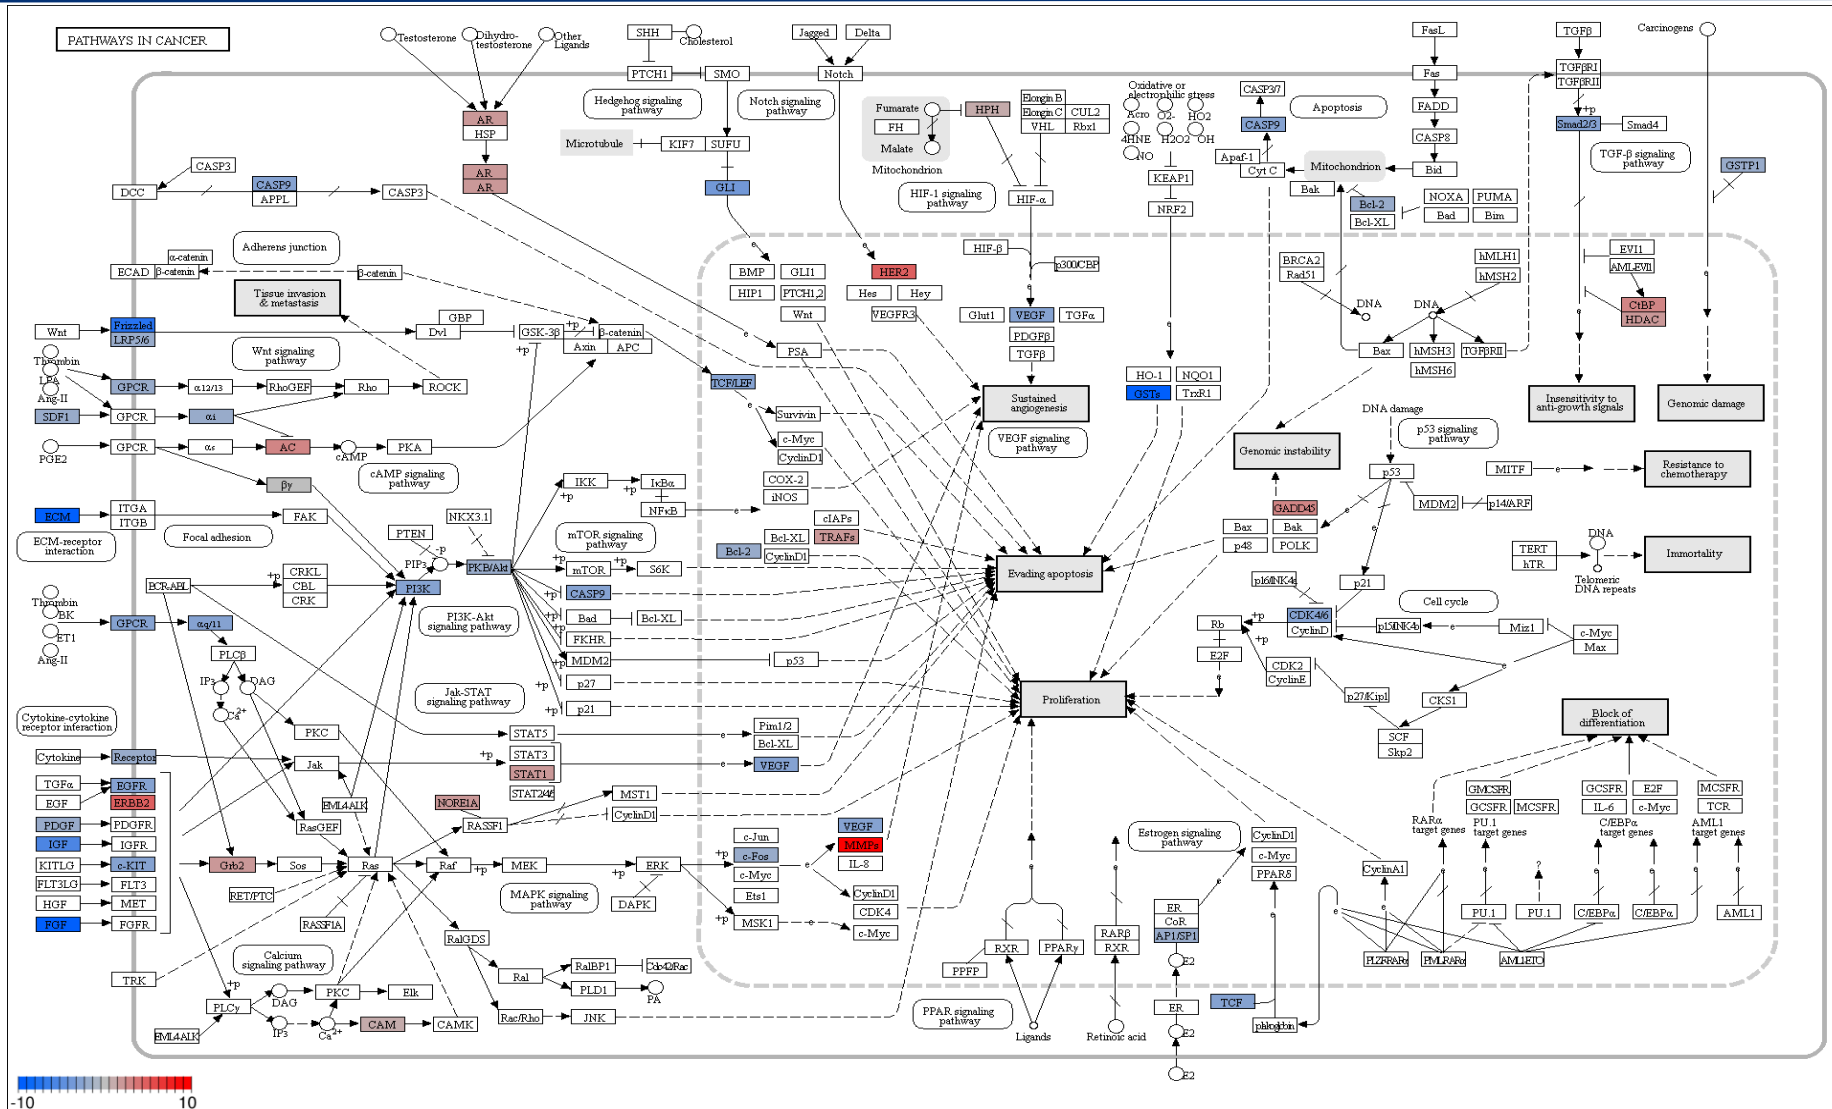 PATHWAYS IN CANCER
Testosterone
Dihydro-
testosterone
Other
Ligands
SHH
Cholesterol
PTCH1
SMO
Hedgehog signaling
pathway
Jagged
Delta
Notch
Notch signaling
pathway
AR
HSP
AR
AR
Microtubule
KIF7
SUFU
GLI
Fumarate
FH
Malate
Mitochondrion
HPH
Elongin B
Elongin C
CUL2
VHL
Rbx1
HIF-1 signaling
pathway
HIF-α
Oxidative or
electrophilic stress
Acro
O2-
HO2
4HNE
H2O2
OH
NO
KEAP1
NRF2
CASP3/7
CASP9
Apaf-1
Cyt C
Apoptosis
Mitochondrion
Bak
Bcl-2
Bcl-XL
NOXA
PUMA
Bad
Bim
FasL
Fas
FADD
CASP8
Bid
TGFβ
TGFβRI
TGFβRII
+p
Smad2/3
Smad4
TGF-β signaling
pathway
Carcinogens
GSTP1
DCC
CASP3
CASP9
APPL
CASP3
Adherens junction
α-catenin
ECAD
β-catenin
β-catenin
Tissue invasion
& metastasis
Wnt
Frizzled
LRP5/6
Wnt signaling
pathway
Dvl
GBP
GSK-3β
+p
β-catenin
Axin
APC
+p
Thrombin
LPA
Ang-II
GPCR
α12/13
RhoGEF
Rho
ROCK
SDF1
GPCR
αi
PGE2
GPCR
αs
AC
cAMP
PKA
cAMP signaling
pathway
βγ
ECM
ITGA
ITGB
FAK
ECM-receptor
interaction
Focal adhesion
PTEN
NKX3.1
-p
PIP3
PKB/Akt
PI3K
PI3K-Akt
signaling pathway
BCR-ABL
+p
CRKL
CBL
CRK
Thrombin
BK
ET1
Ang-II
GPCR
αq/11
PLCβ
IP3
DAG
Ca2+
PKC
IKK
+p
+p
IκBα
NFκB
e
mTOR signaling
pathway
+p
mTOR
+p
S6K
CASP9
+p
Bad
Bcl-XL
+p
FKHR
+p
MDM2
p53
+p
p27
+p
p21
Jak-STAT
signaling pathway
Cytokine-cytokine
receptor interaction
Cytokine
Receptor
Jak
+p
STAT5
STAT3
STAT1
TGFα
EGFR
EGF
ERBB2
PDGF
PDGFR
IGF
IGFR
KITLG
c-KIT
FLT3LG
FLT3
HGF
MET
FGF
FGFR
TRK
EML4-ALK
RasGEF
NORE1A
RASSF1
MST1
CyclinD1
Grb2
Sos
Ras
Raf
+p
MEK
+p
ERK
+p
RET/PTC
RASSF1A
MAPK signaling
pathway
DAPK
Calcium
signaling pathway
RalGDS
Ral
RalBP1
Cdc42/Rac
PLD1
PA
Rac/Rho
JNK
+p
PLCγ
DAG
IP3
PKC
Elk
Ca2+
CAM
CAMK
EML4-ALK
BMP
GLI1
HIP1
PTCH1,2
Wnt
HER2
Hes
Hey
VEGFR3
HIF-β
p300/CBP
e
Glut1
VEGF
TGFα
PDGFβ
TGFβ
Sustained
angiogenesis
VEGF signaling
pathway
PSA
TCF/LEF
Survivin
c-Myc
CyclinD1
COX-2
iNOS
cIAPs
Bcl-XL
TRAFs
Bcl-2
CyclinD1
Evading apoptosis
Proliferation
Pim1/2
Bcl-XL
VEGF
c-Jun
c-Fos
c-Myc
Ets1
+p
MSK1
VEGF
MMPs
IL-8
CyclinD1
CDK4
c-Myc
HO-1
NQO1
GSTs
TrxR1
BRCA2
Rad51
DNA
hMLH1
hMSH2
DNA
Bax
hMSH3
TGFβRII
hMSH6
EVI1
AML-EVI1
CtBP
HDAC
Insensitivity to
anti-growth signals
Genomic damage
Genomic instability
DNA damage
p53 signaling
pathway
p53
MDM2
p14/ARF
MITF
Resistance to
chemotherapy
GADD45
Bax
Bak
p48
POLK
TERT
hTR
DNA
Telomeric
DNA repeats
Immortality
p21
p16/INK4a
Cell cycle
Rb
+p
CDK4/6
CyclinD
p15/INK4b
Miz1
c-Myc
Max
E2F
+p
CDK2
CyclinE
p27/Kip1
CKS1
SCF
Skp2
Block of
differentiation
GMCSFR
GCSFR
MCSFR
RARα
target genes
PU.1
target genes
GCSFR
E2F
IL-6
c-Myc
C/EBPα
target genes
MCSFR
TCR
AML1
target genes
Estrogen signaling
pathway
CyclinD1
c-Myc
PPARδ
CyclinA1
PU.1
?
PU.1
C/EBPα
C/EBPα
AML1
PLZF-RARα
PML-RARα
AML1-ETO
ER
CoR
AP1/SP1
E2
ER
E2
E2
TCF
RXR
PPARγ
PPFP
PPAR signaling
pathway
Ligands
RARβ
RXR
Retinoic acid
-10
10